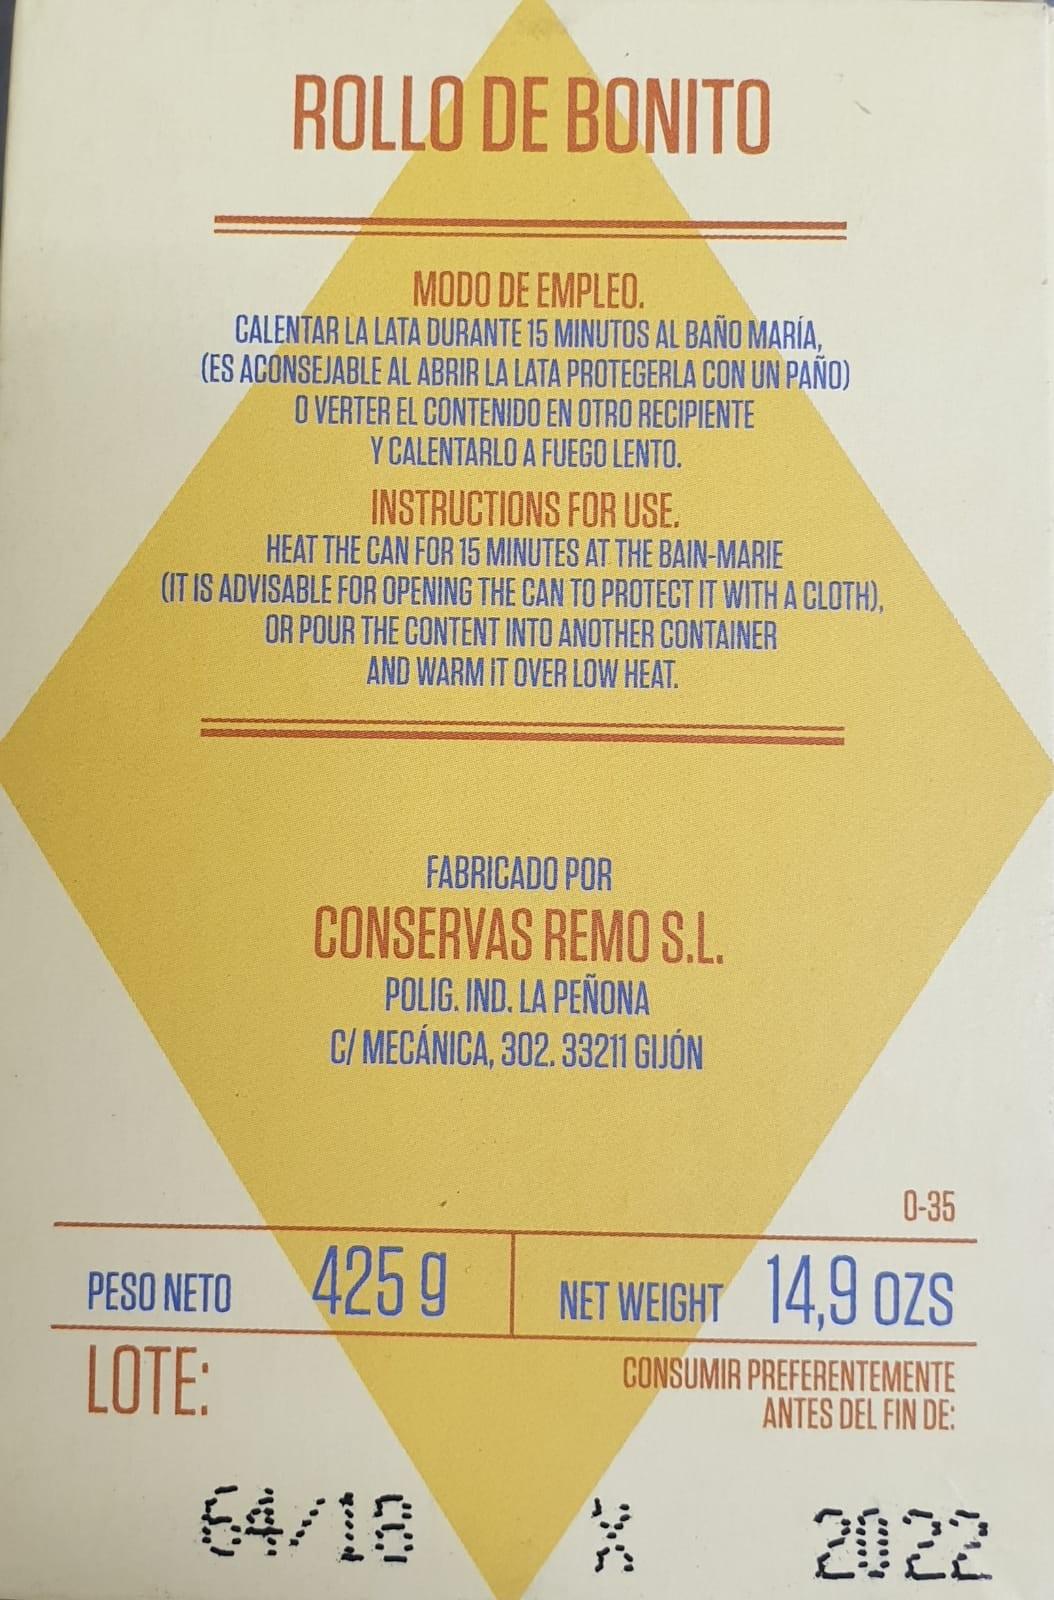 ROLLO DE BONITO
MODO DE EMPLEO.
CALENTAR LA LATA DURANTE 15 MINUTOS AL BAÑO MARÍA,
(ES ACONSEJABLE AL ABRIR LA LATA PROTEGERLA CON UN PAÑO)
O VERTER EL CONTENIDO EN OTRO RECIPIENTE
Y CALENTARLO A FUEGO LENTO.
INSTRUCTIONS FOR USE.
HEAT THE CAN FOR 15 MINUTES AT THE BAIN-MARIE
(IT IS ADVISABLE FOR OPENING THE CAN TO PROTECT IT WITH A CLOTH),
OR POUR THE CONTENT INTO ANOTHER CONTAINER
AND WARM IT OVER LOW HEAT.
FABRICADO POR
CONSERVAS REMO S.L.
POLIG. IND. LA PEÑONA
C/ MECÁNICA, 302. 33211 GIJÓN
0-35
PESO NETO 425 g NET WEIGHT 14,9 OZS
LOTE:
CONSUMIR PREFERENTEMENTE
ANTES DEL FIN DE:
64/18 X 2022